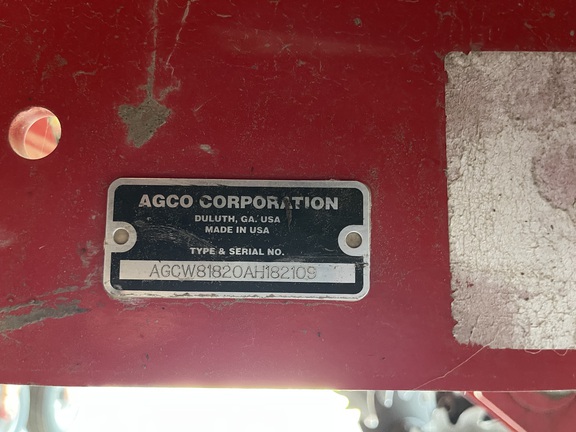 AGCO CORPORATION
DULUTH, GA. USA
MADE IN USA
TYPE & SERIAL NO.
AGCW81820AH182109